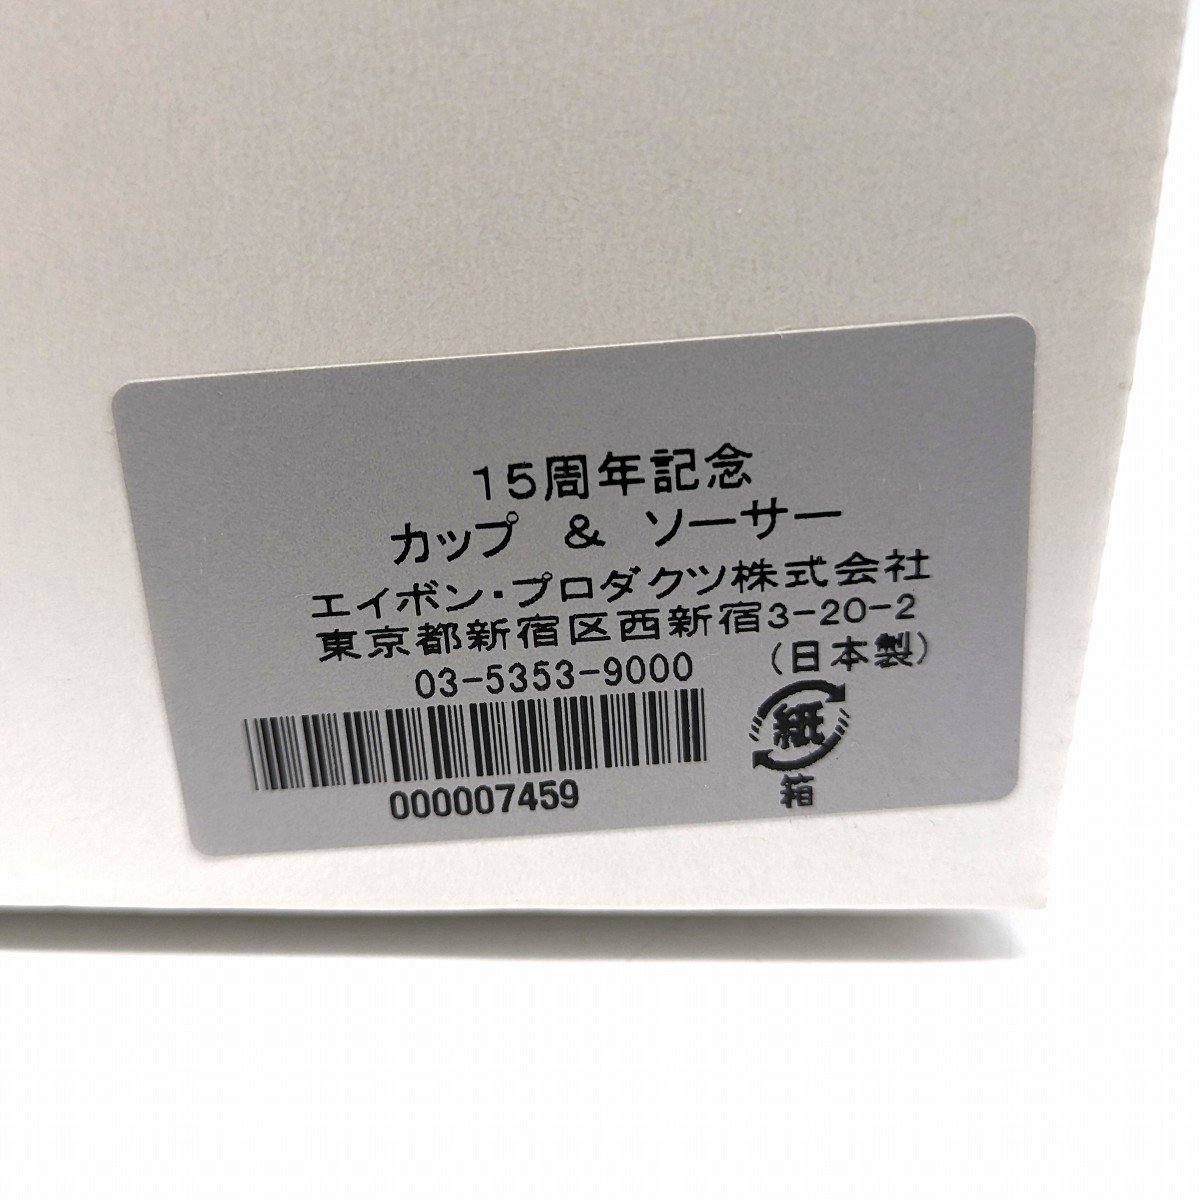 15周年記念
カップ & ソーサー
エイボン・プロダクツ株式会社
東京都新宿区西新宿3-20-2
03-5353-9000 (日本製)
紙
箱
000007459